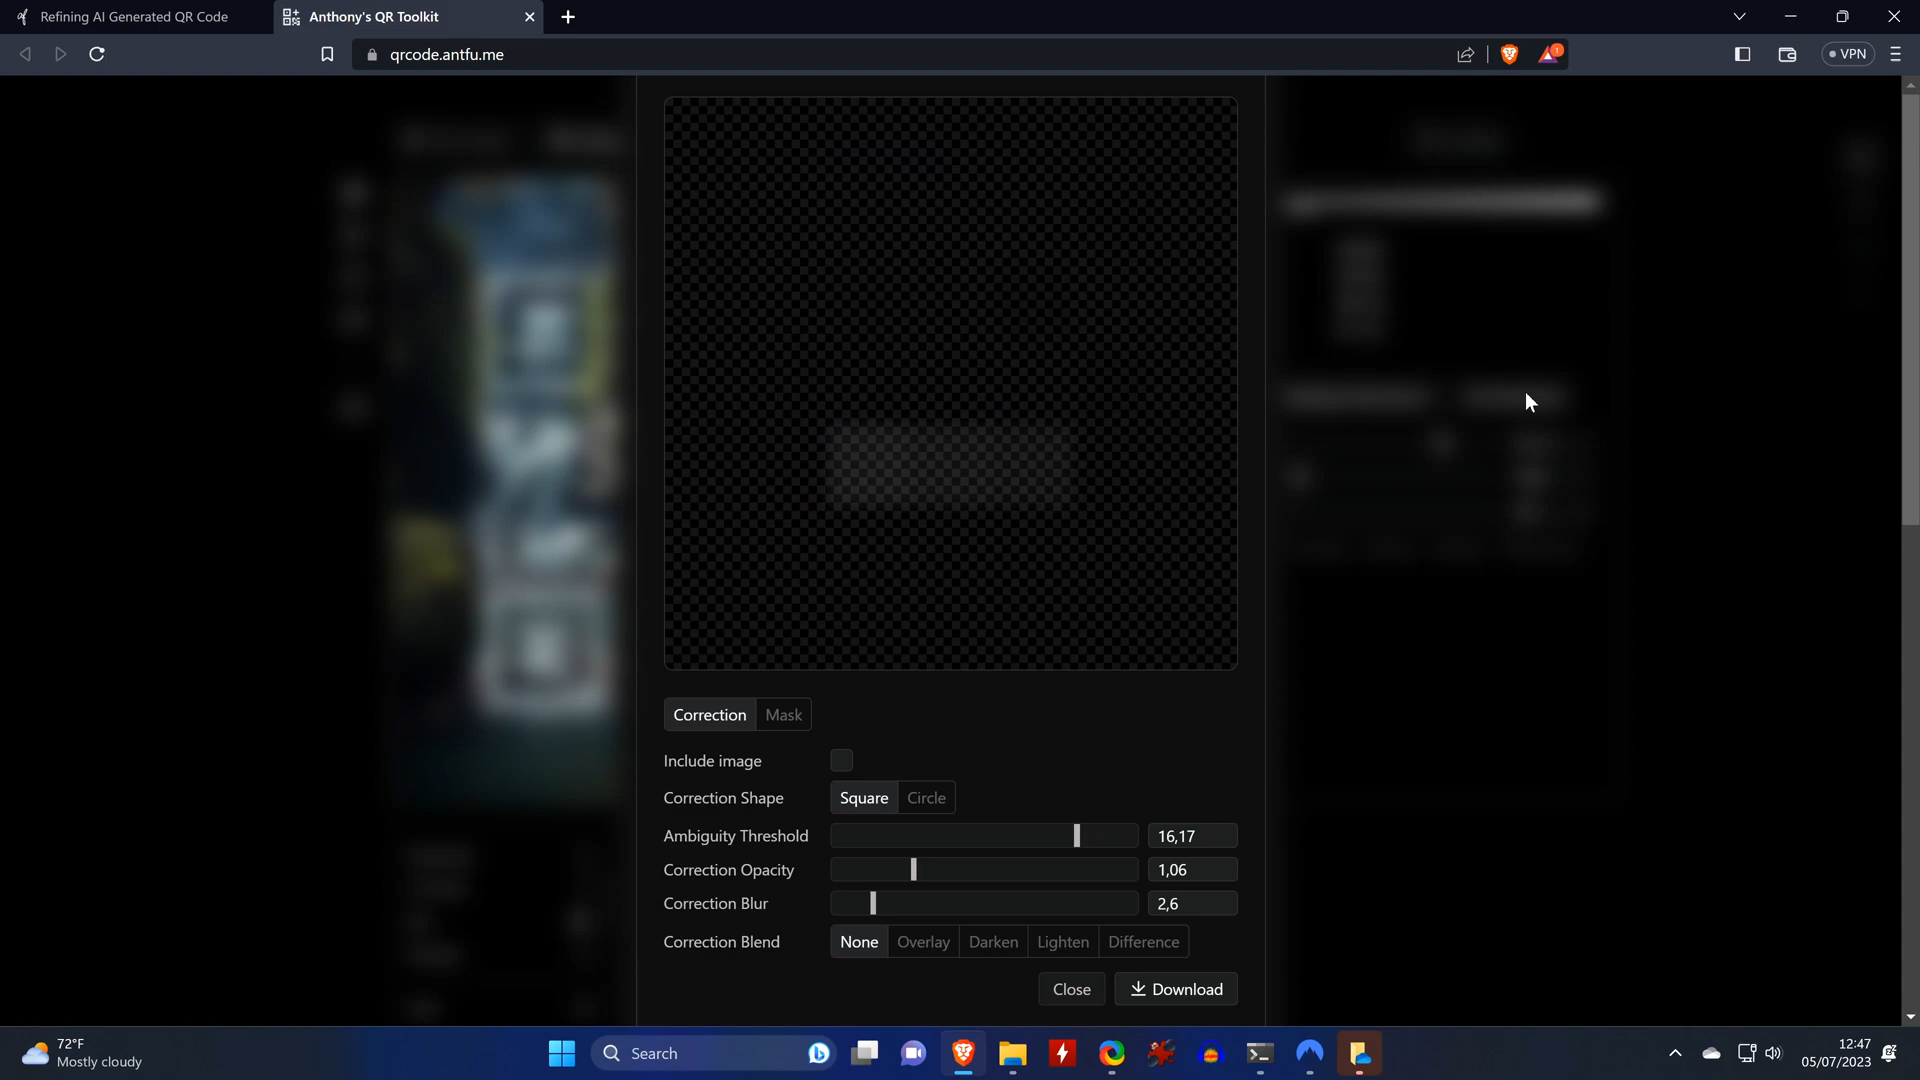 Refining AI Generated QR Code
Anthony's QR Toolkit
qrcode.antfu.me
1
VPN
Correction
Mask
Include image
Correction Shape
Square
Circle
Ambiguity Threshold
16,17
Correction Opacity
1,06
Correction Blur
2,6
Correction Blend
None
Overlay
Darken
Lighten
Difference
Close
Download
72°F
Mostly cloudy
Search
12:47
05/07/2023